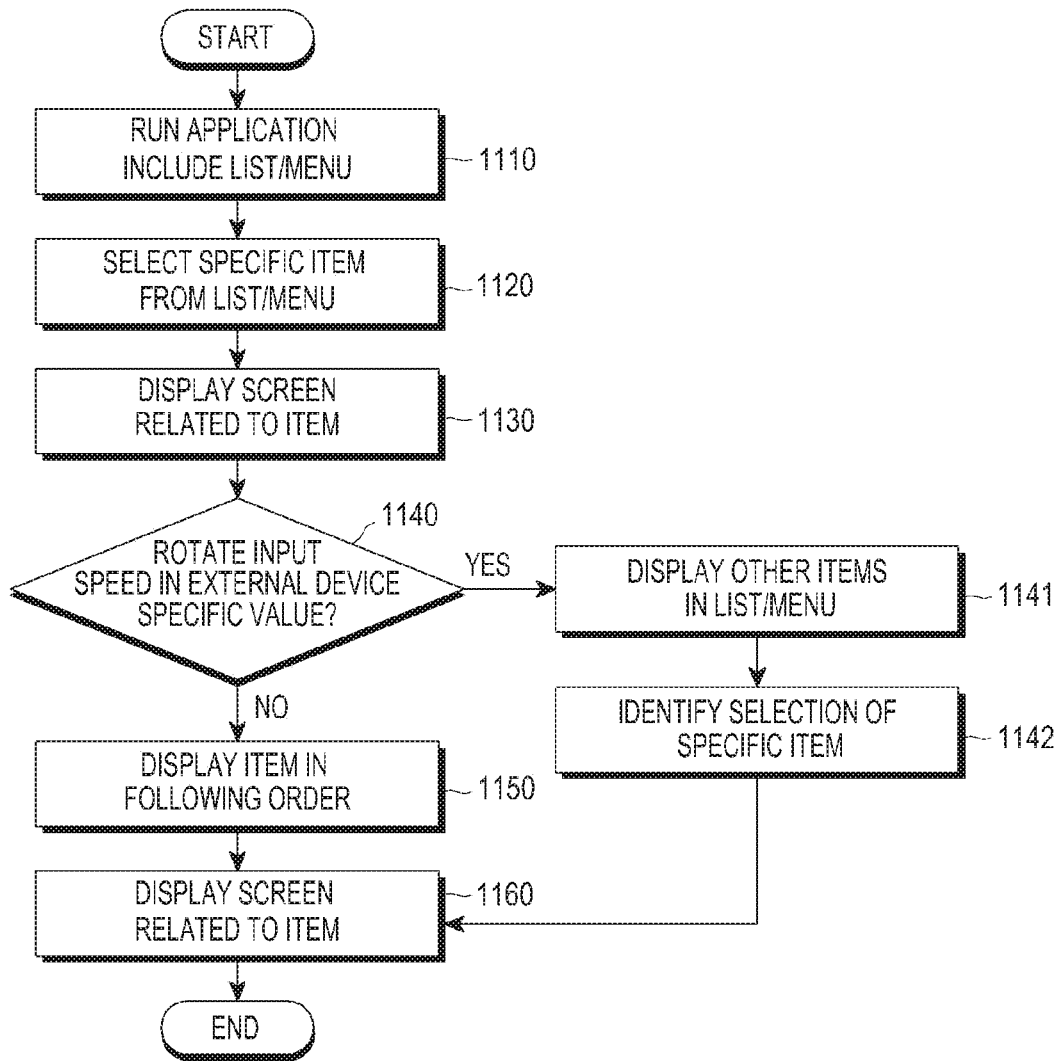 START
RUN APPLICATION
INCLUDE LIST/MENU
1110
SELECT SPECIFIC ITEM
FROM LIST/MENU
1120
DISPLAY SCREEN
RELATED TO ITEM
1130
1140
ROTATE INPUT
SPEED IN EXTERNAL DEVICE
SPECIFIC VALUE?
YES
DISPLAY OTHER ITEMS
IN LIST/MENU
1141
NO
IDENTIFY SELECTION OF
SPECIFIC ITEM
1142
DISPLAY ITEM IN
FOLLOWING ORDER
1150
DISPLAY SCREEN
RELATED TO ITEM
1160
END